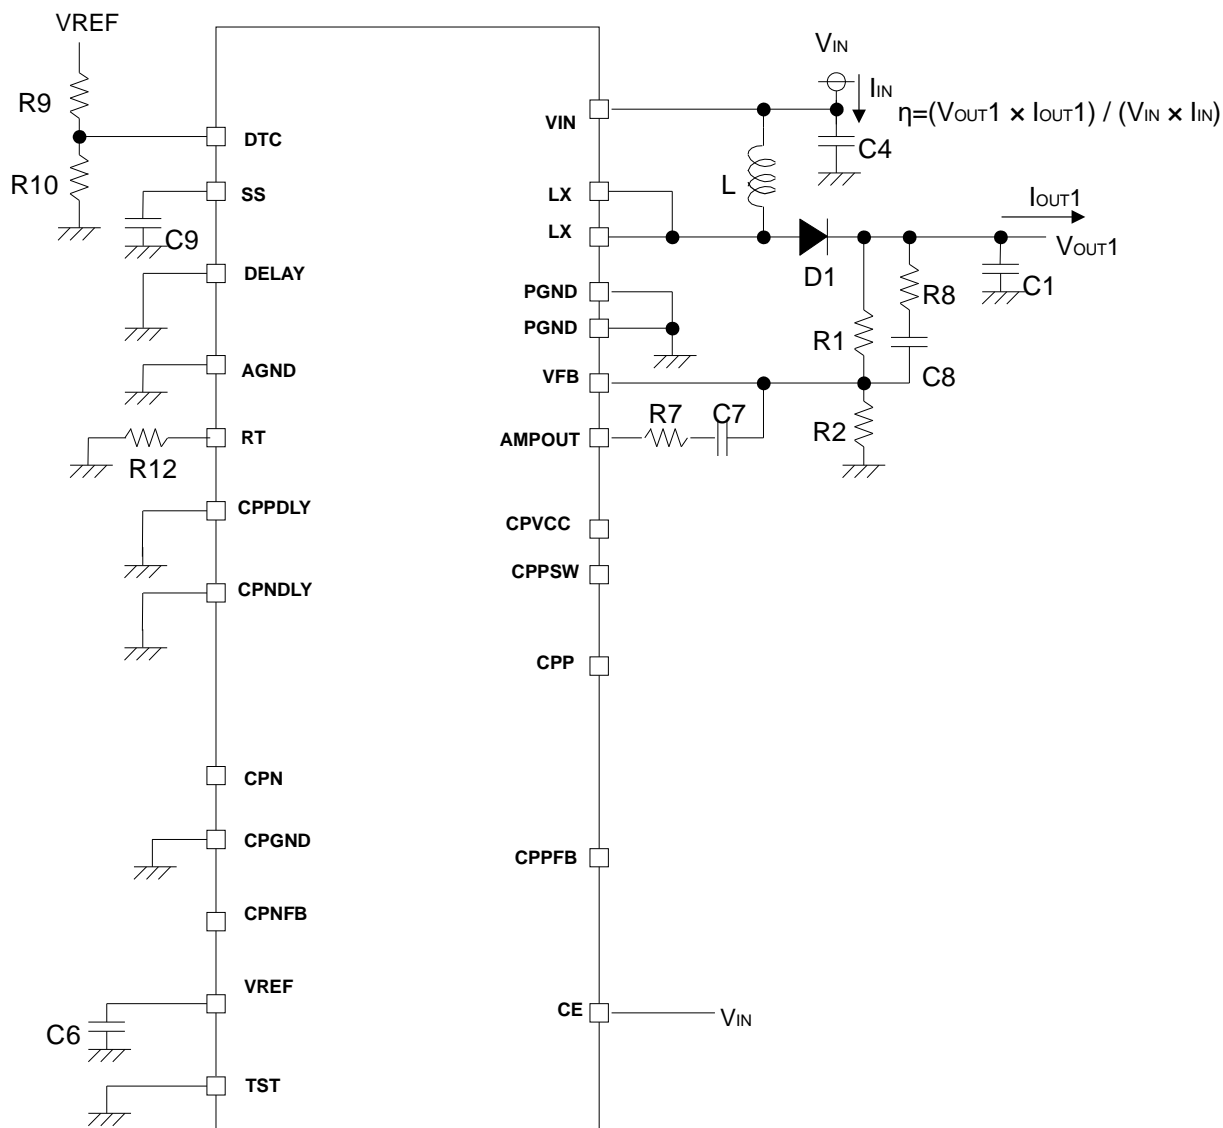 VREF
R9
R10
DTC
SS
C9
DELAY
AGND
RT
R12
CPPDLY
CPNDLY
CPN
CPGND
CPNFB
VREF
C6
TST
VIN
LX
LX
PGND
PGND
VFB
AMPOUT
CPVCC
CPPSW
CPP
CPPFB
CE
VIN
VIN
IIN
η=(VOUT1 × IOUT1) / (VIN × IIN)
C4
L
IOUT1
VOUT1
D1
C1
R8
R1
C8
R7
C7
R2